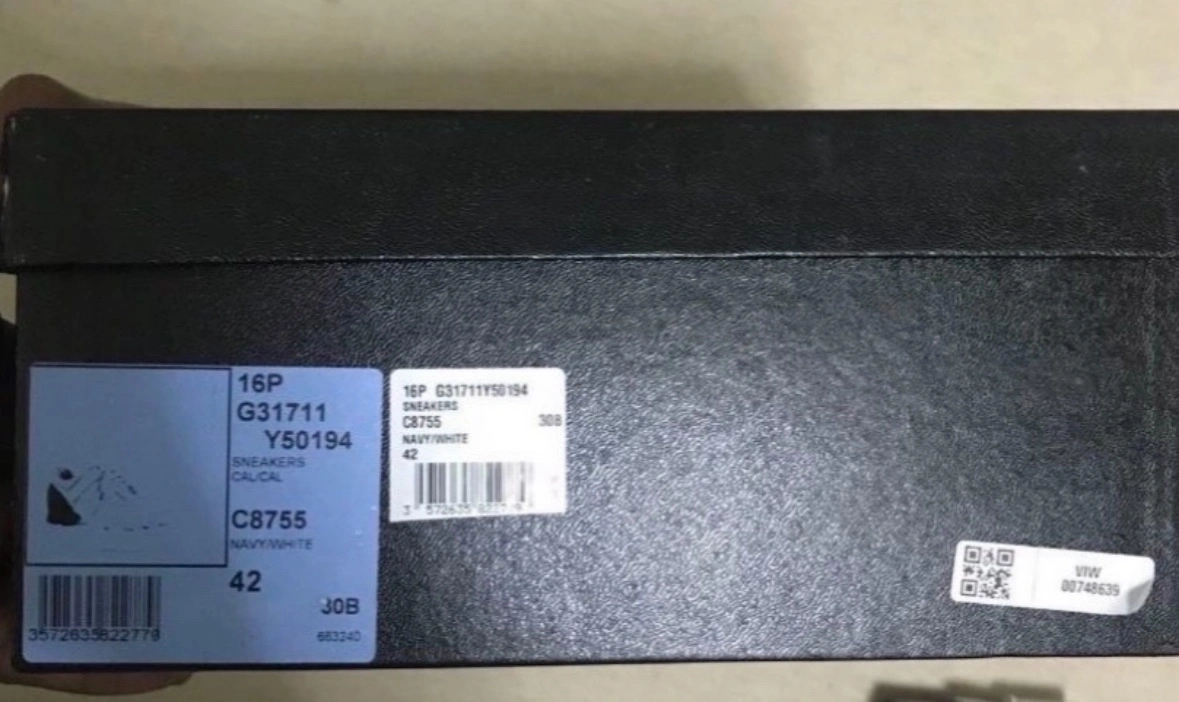 16P
G31711
Y50194
SNEAKERS
CAL/CAL
C8755
NAVY/WHITE
42
30B
663240
16P G31711Y50194
SNEAKERS
C8755
30B
NAVY/WHITE
42
VIW
00748639